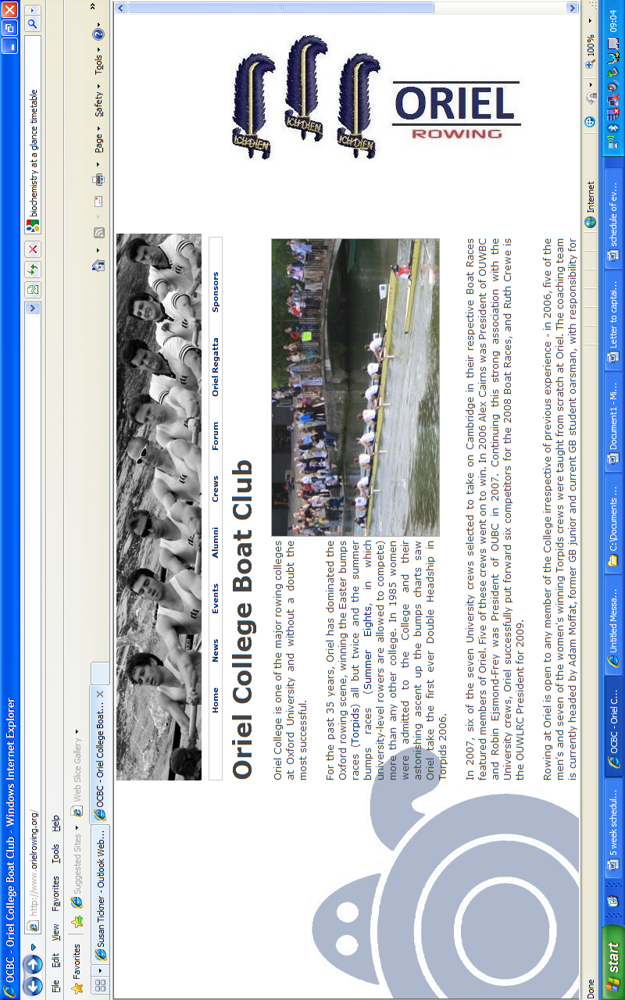 OCBC - Oriel College Boat Club - Windows Internet Explorer
http://www.orielrowing.org/
biochemistry at a glance timetable
File Edit View Favorites Tools Help
Favorites Suggested Sites Web Slice Gallery
Susan Tickner - Outlook Web... OCBC - Oriel College Boat... Page Safety Tools
Home News Events Alumni Crews Forum Oriel Regatta Sponsors
Oriel College Boat Club
Oriel College is one of the major rowing colleges
at Oxford University and without a doubt the
most successful.
For the past 35 years, Oriel has dominated the
Oxford rowing scene, winning the Easter bumps
races (Torpids) all but twice and the summer
bumps races (Summer Eights, in which
university-level rowers are allowed to compete)
more than any other college. In 1985 women
were admitted to the College and their
astonishing ascent up the bumps charts saw
Oriel take the first ever Double Headship in
Torpids 2006.
In 2007, six of the seven University crews selected to take on Cambridge in their respective Boat Races
featured members of Oriel. Five of these crews went on to win. In 2006 Alex Cairns was President of OUWBC
and Robin Ejsmond-Frey was President of OUBC in 2007. Continuing this strong association with the
University crews, Oriel successfully put forward six competitors for the 2008 Boat Races, and Ruth Crewe is
the OUWLRC President for 2009.
Rowing at Oriel is open to any member of the College irrespective of previous experience - in 2006, five of the
men's and seven of the women's winning Torpids crews were taught from scratch at Oriel. The coaching team
is currently headed by Adam Moffat, former GB junior and current GB student oarsman, with responsibility for
ICH DIEN
ICH DIEN
ICH DIEN
ORIEL
ROWING
Done Internet 100%
start 5 week schedul... OCBC - Oriel C... Untitled Messa... C:\Documents ... Document1 - Mi... Letter to captai... schedule of ev... 09:04